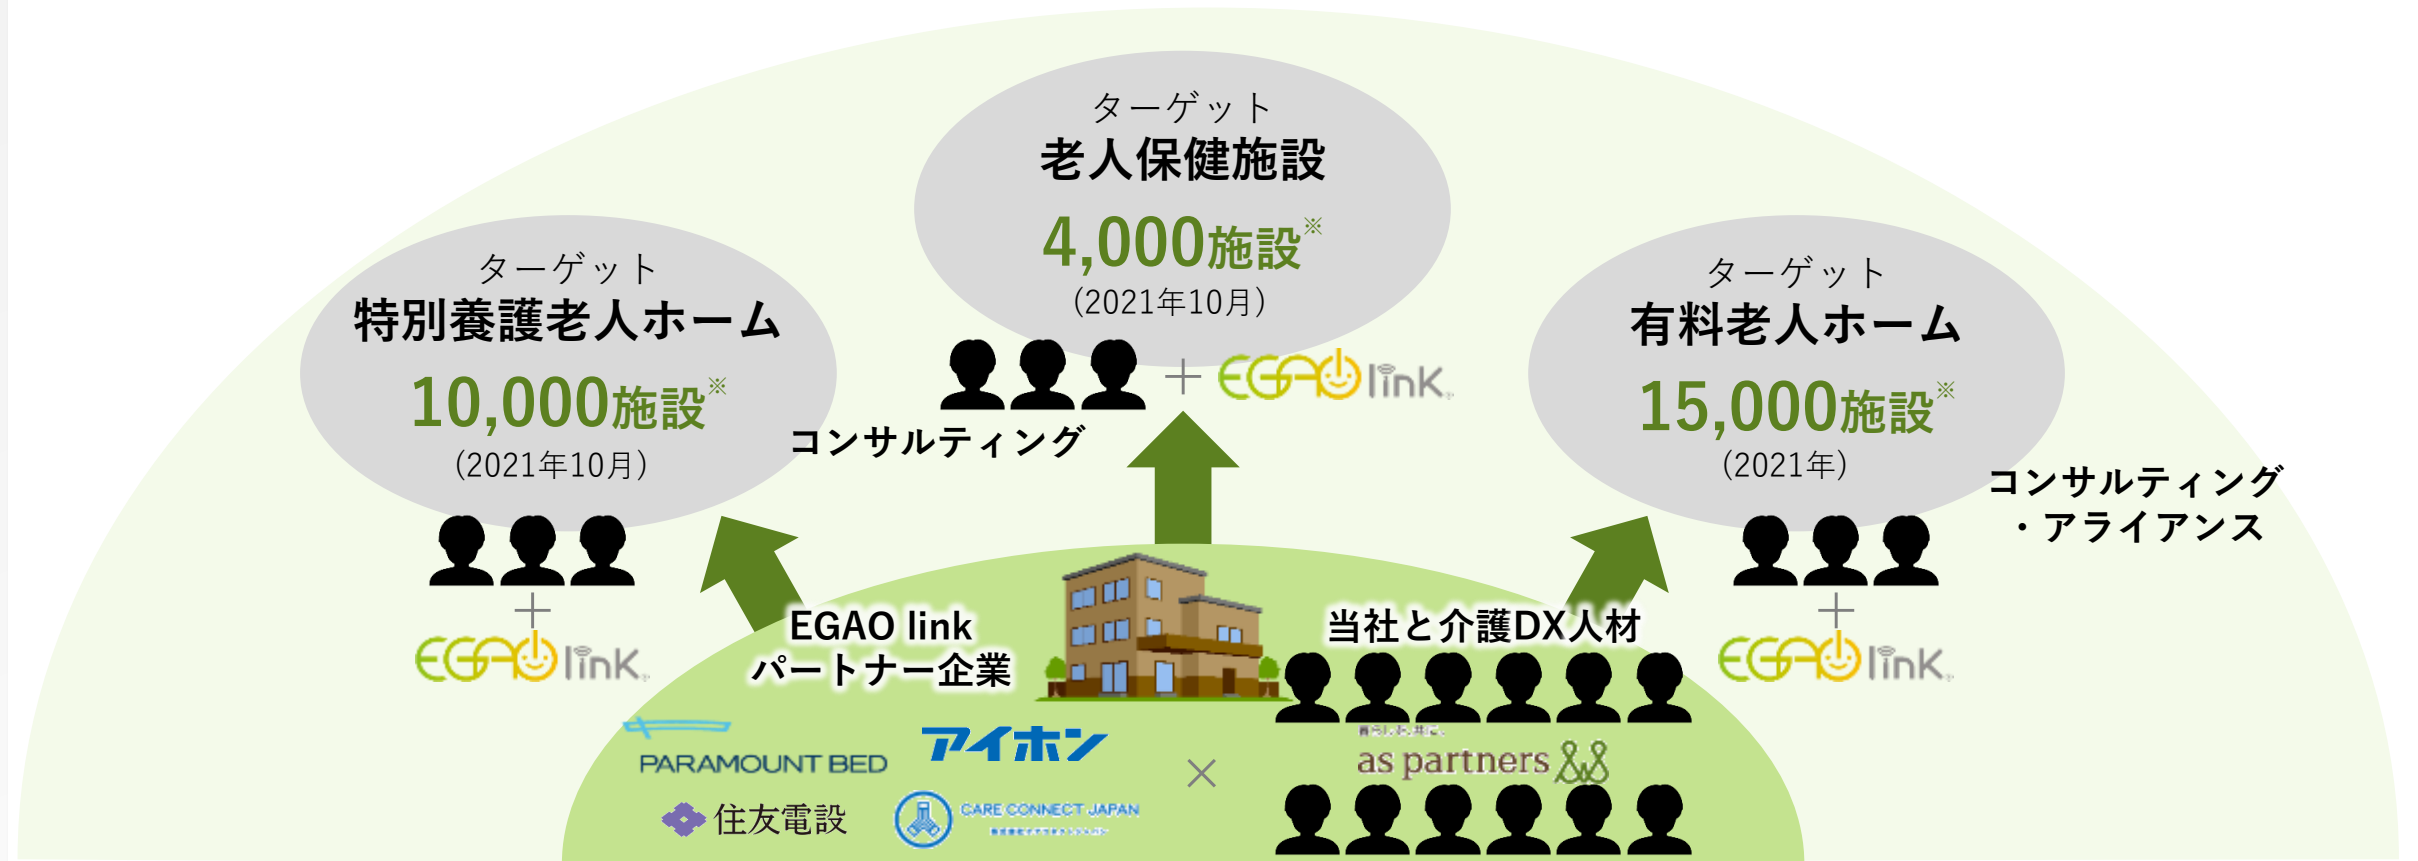 ターゲット
老人保健施設
4,000施設※
(2021年10月)
ターゲット
特別養護老人ホーム
10,000施設※
(2021年10月)
ターゲット
有料老人ホーム
15,000施設※
(2021年)
+ EGAO linK
コンサルティング
コンサルティング
・アライアンス
+
EGAO linK
+
EGAO linK
EGAO link
パートナー企業
当社と介護DX人材
PARAMOUNT BED
アイホン
住友電設
CARE CONNECT JAPAN
×
as partners